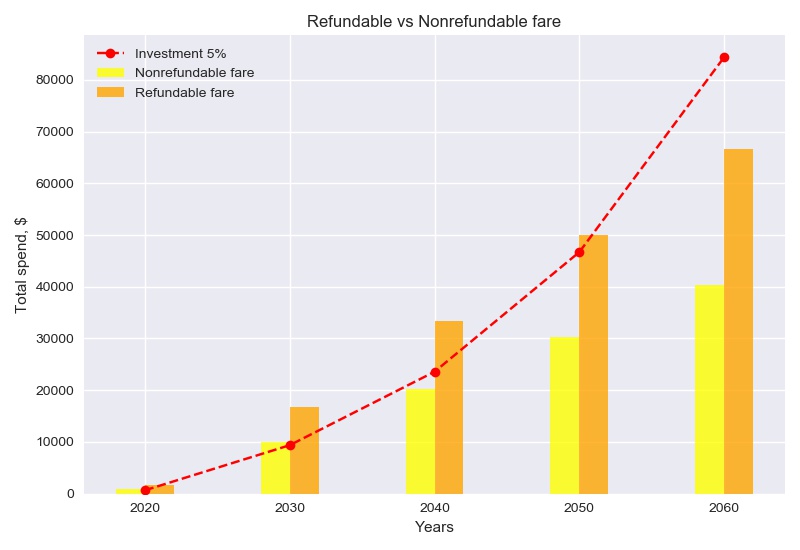 Refundable vs Nonrefundable fare
Investment 5%
Nonrefundable fare
Refundable fare
80000
70000
60000
50000
40000
30000
20000
10000
0
Total spend, $
2020 2030 2040 2050 2060
Years